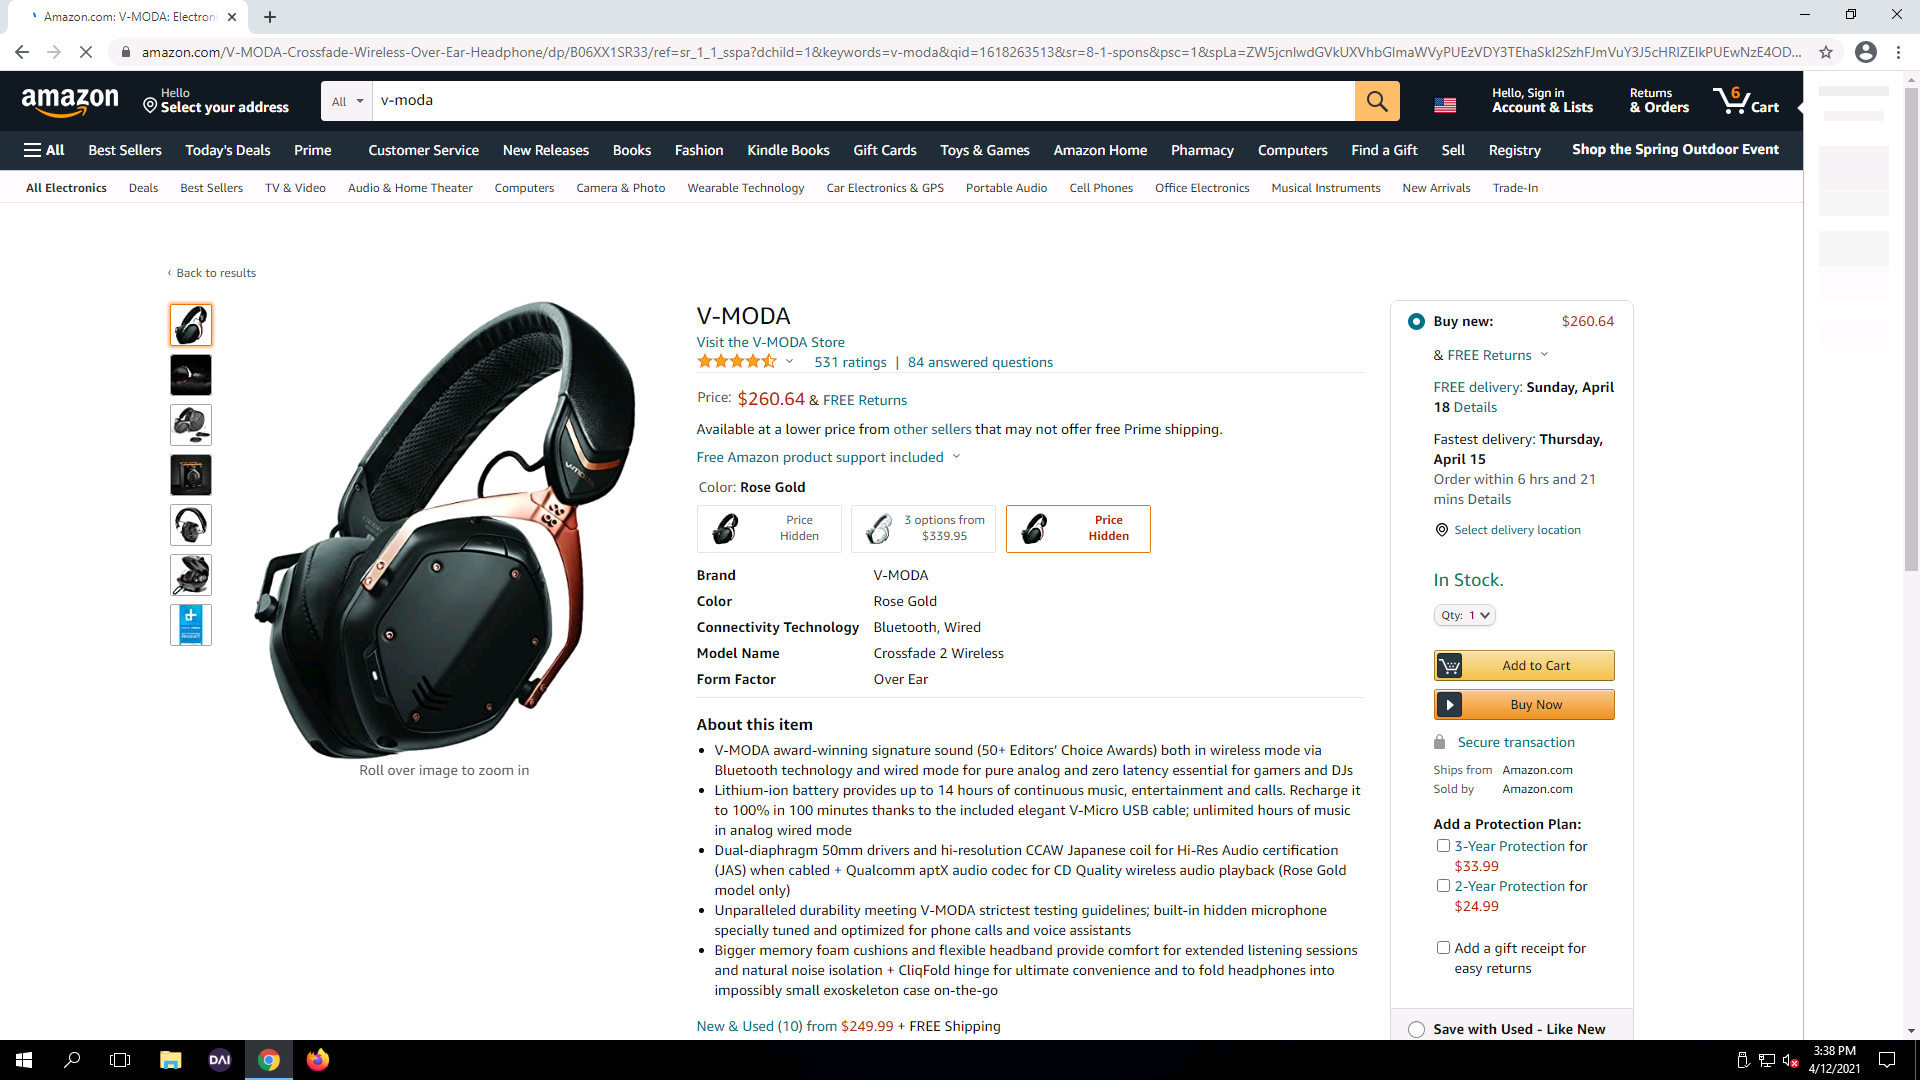 Amazon.com: V-MODA: Electron
amazon.com/V-MODA-Crossfade-Wireless-Over-Ear-Headphone/dp/B06XX1SR33/ref=sr_1_1_sspa?dchild=1&keywords=v-moda&qid=1618263513&sr=8-1-spons&psc=1&spLa=ZW5jcnlwdGVkUXVhbGlmaWVyPUEzVDY3TEhaSkI2SzhFJmVuY3J5cHRlZElkPUEwNzE4OD...
amazon
Hello
Select your address
All
v-moda
Hello, Sign in
Account & Lists
Returns
& Orders
6
Cart
All
Best Sellers
Today's Deals
Prime
Customer Service
New Releases
Books
Fashion
Kindle Books
Gift Cards
Toys & Games
Amazon Home
Pharmacy
Computers
Find a Gift
Sell
Registry
Shop the Spring Outdoor Event
All Electronics
Deals
Best Sellers
TV & Video
Audio & Home Theater
Computers
Camera & Photo
Wearable Technology
Car Electronics & GPS
Portable Audio
Cell Phones
Office Electronics
Musical Instruments
New Arrivals
Trade-In
‹ Back to results
V-MODA
Roll over image to zoom in
V-MODA
Visit the V-MODA Store
531 ratings | 84 answered questions
Price: $260.64 & FREE Returns
Available at a lower price from other sellers that may not offer free Prime shipping.
Free Amazon product support included
Color: Rose Gold
Price
Hidden
3 options from
$339.95
Price
Hidden
Brand V-MODA
Color Rose Gold
Connectivity Technology Bluetooth, Wired
Model Name Crossfade 2 Wireless
Form Factor Over Ear
About this item
• V-MODA award-winning signature sound (50+ Editors' Choice Awards) both in wireless mode via
Bluetooth technology and wired mode for pure analog and zero latency essential for gamers and DJs
• Lithium-ion battery provides up to 14 hours of continuous music, entertainment and calls. Recharge it
to 100% in 100 minutes thanks to the included elegant V-Micro USB cable; unlimited hours of music
in analog wired mode
• Dual-diaphragm 50mm drivers and hi-resolution CCAW Japanese coil for Hi-Res Audio certification
(JAS) when cabled + Qualcomm aptX audio codec for CD Quality wireless audio playback (Rose Gold
model only)
• Unparalleled durability meeting V-MODA strictest testing guidelines; built-in hidden microphone
specially tuned and optimized for phone calls and voice assistants
• Bigger memory foam cushions and flexible headband provide comfort for extended listening sessions
and natural noise isolation + CliqFold hinge for ultimate convenience and to fold headphones into
impossibly small exoskeleton case on-the-go
New & Used (10) from $249.99 + FREE Shipping
Buy new: $260.64
& FREE Returns
FREE delivery: Sunday, April
18 Details
Fastest delivery: Thursday,
April 15
Order within 6 hrs and 21
mins Details
Select delivery location
In Stock.
Qty: 1
Add to Cart
Buy Now
Secure transaction
Ships from Amazon.com
Sold by Amazon.com
Add a Protection Plan:
3-Year Protection for
$33.99
2-Year Protection for
$24.99
Add a gift receipt for
easy returns
Save with Used - Like New
DAI
3:38 PM
4/12/2021